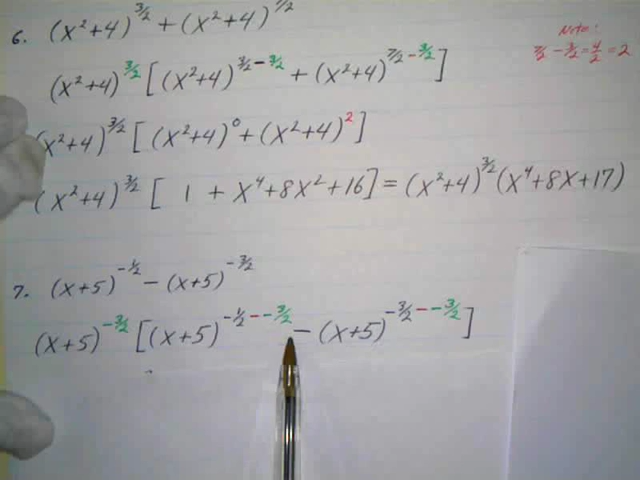 6. (x²+4)^(3/2) + (x²+4)^(7/2)
Note:
7/2 - 3/2 = 4/2 = 2
(x²+4)^(3/2) [(x²+4)^(3/2 - 3/2) + (x²+4)^(7/2 - 3/2)]
(x²+4)^(3/2) [(x²+4)^0 + (x²+4)^2]
(x²+4)^(3/2) [1 + x⁴+8x²+16] = (x²+4)^(3/2) (x⁴+8x+17)
7. (x+5)^(-1/2) - (x+5)^(-3/2)
(x+5)^(-3/2) [(x+5)^(-1/2 - -3/2) - (x+5)^(-3/2 - -3/2)]